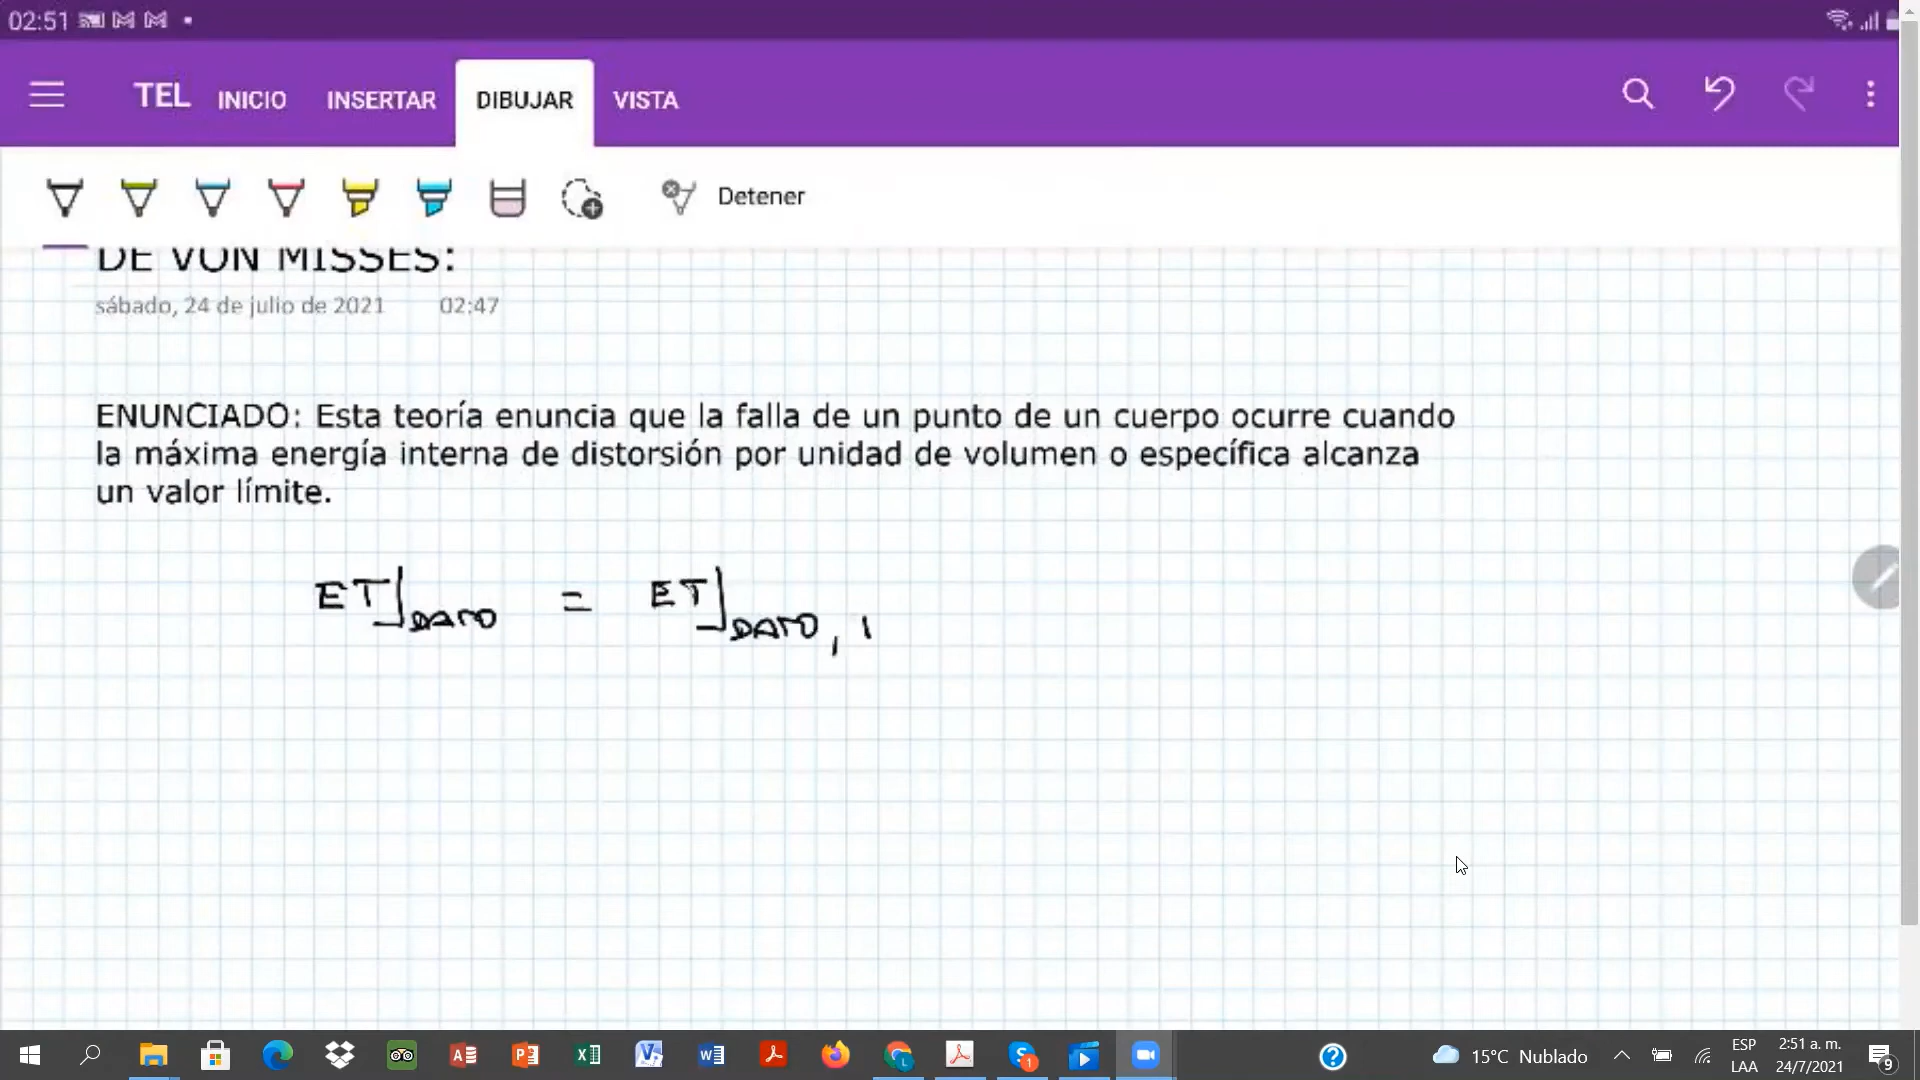 02:51
TEL INICIO INSERTAR DIBUJAR VISTA
Detener
DE VON MISSES:
sábado, 24 de julio de 2021 02:47
ENUNCIADO: Esta teoría enuncia que la falla de un punto de un cuerpo ocurre cuando
la máxima energía interna de distorsión por unidad de volumen o específica alcanza
un valor límite.
ET]DATO = ET]DATO, 1
15°C Nublado
ESP
LAA
2:51 a. m.
24/7/2021
9
1